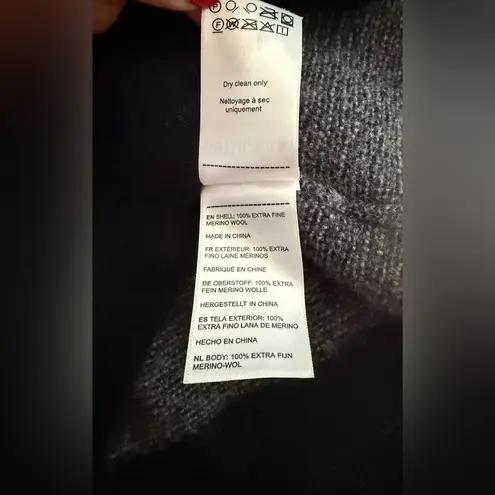 P
F W
Dry clean only
Nettoyage à sec
uniquement
EN SHELL: 100% EXTRA FINE
MERINO WOOL
MADE IN CHINA
FR EXTÉRIEUR: 100% EXTRA
FINO LAINE MÉRINOS
FABRIQUÉ EN CHINE
DE OBERSTOFF: 100% EXTRA
FEIN MERINO WOLLE
HERGESTELLT IN CHINA
ES TELA EXTERIOR: 100%
EXTRA FINO LANA DE MERINO
HECHO EN CHINA
NL BODY: 100% EXTRA FIJN
MERINO-WOL